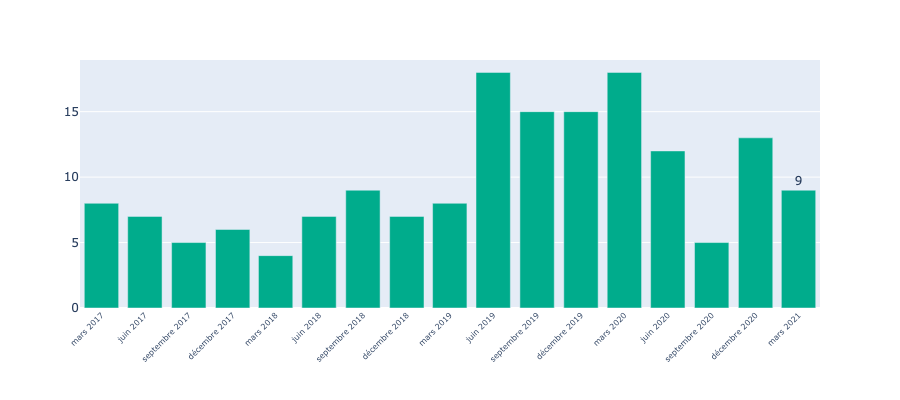 15
10
5
0
9
mars 2017
juin 2017
septembre 2017
décembre 2017
mars 2018
juin 2018
septembre 2018
décembre 2018
mars 2019
juin 2019
septembre 2019
décembre 2019
mars 2020
juin 2020
septembre 2020
décembre 2020
mars 2021